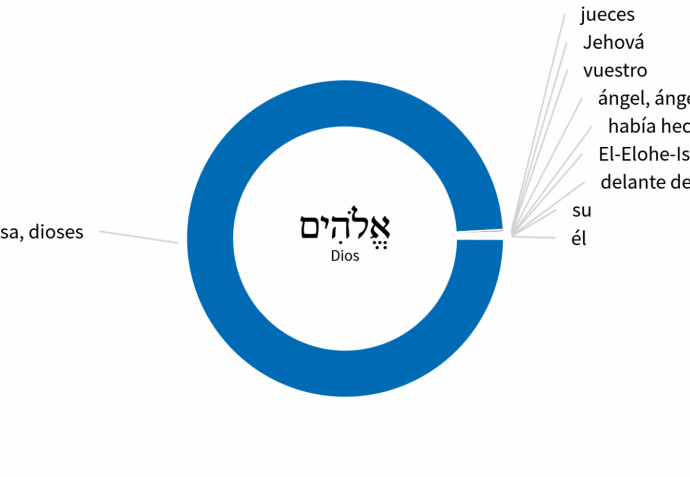 jueces
Jehová
vuestro
ángel, ánge
había hec
El-Elohe-Is
delante de
su
él
sa, dioses
אֱלֹהִים
Dios